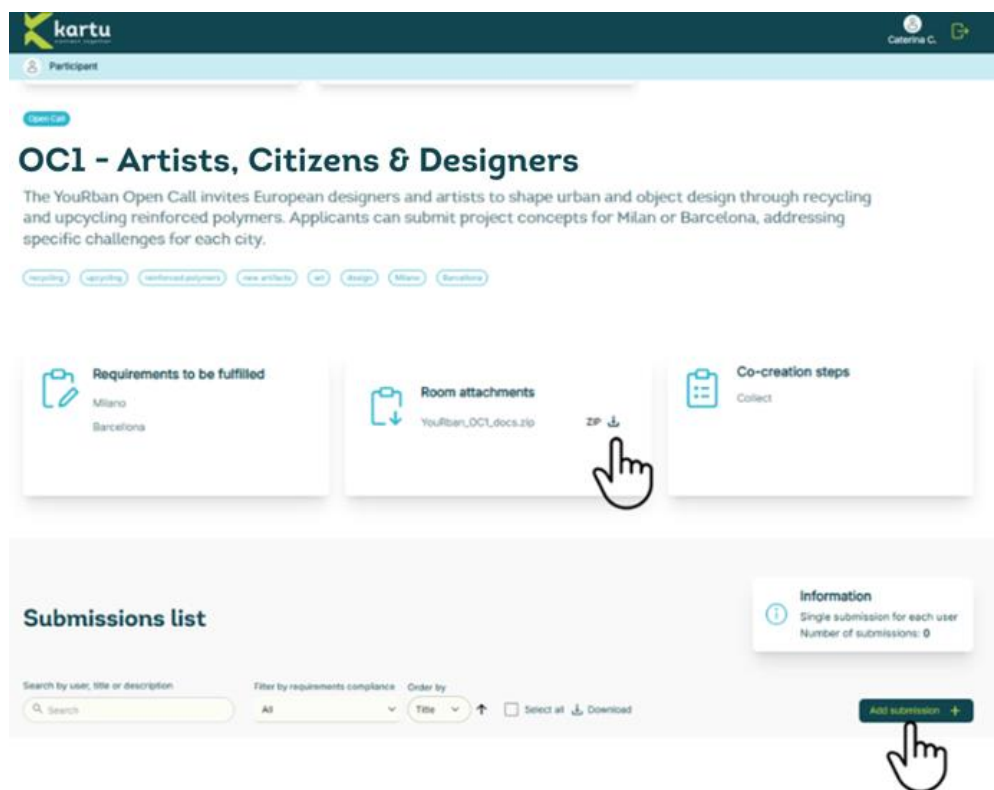 kartu
Caterina C.
Participant
Open Call
OC1 - Artists, Citizens & Designers
The YouRban Open Call invites European designers and artists to shape urban and object design through recycling
and upcycling reinforced polymers. Applicants can submit project concepts for Milan or Barcelona, addressing
specific challenges for each city.
recycling upcycling reinforced polymers new artifacts art design Milano Barcellona
Requirements to be fulfilled
Milano
Barcellona
Room attachments
YouRban_OC1_docs.zip ZIP
Co-creation steps
Collect
Submissions list
Information
Single submission for each user
Number of submissions: 0
Search by user, title or description Filter by requirements compliance Order by
Search All Title Select all Download
Add submission +